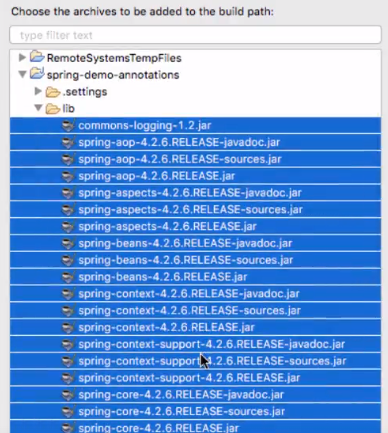 Choose the archives to be added to the build path:
type filter text
RemoteSystemsTempFiles
spring-demo-annotations
.settings
lib
commons-logging-1.2.jar
spring-aop-4.2.6.RELEASE-javadoc.jar
spring-aop-4.2.6.RELEASE-sources.jar
spring-aop-4.2.6.RELEASE.jar
spring-aspects-4.2.6.RELEASE-javadoc.jar
spring-aspects-4.2.6.RELEASE-sources.jar
spring-aspects-4.2.6.RELEASE.jar
spring-beans-4.2.6.RELEASE-javadoc.jar
spring-beans-4.2.6.RELEASE-sources.jar
spring-beans-4.2.6.RELEASE.jar
spring-context-4.2.6.RELEASE-javadoc.jar
spring-context-4.2.6.RELEASE-sources.jar
spring-context-4.2.6.RELEASE.jar
spring-context-support-4.2.6.RELEASE-javadoc.jar
spring-context-support-4.2.6.RELEASE-sources.jar
spring-context-support-4.2.6.RELEASE.jar
spring-core-4.2.6.RELEASE-javadoc.jar
spring-core-4.2.6.RELEASE-sources.jar
spring-core-4.2.6.RELEASE.jar